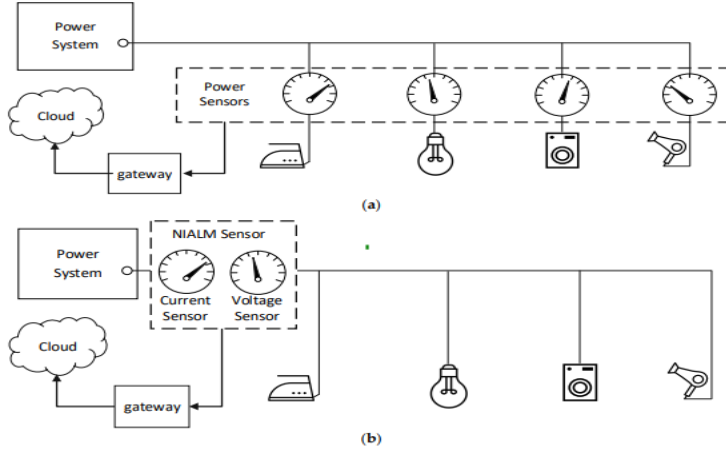 Power
System
Power
Sensors
Cloud
gateway
(a)
NIALM Sensor
Power
System
Current
Sensor
Voltage
Sensor
Cloud
gateway
(b)